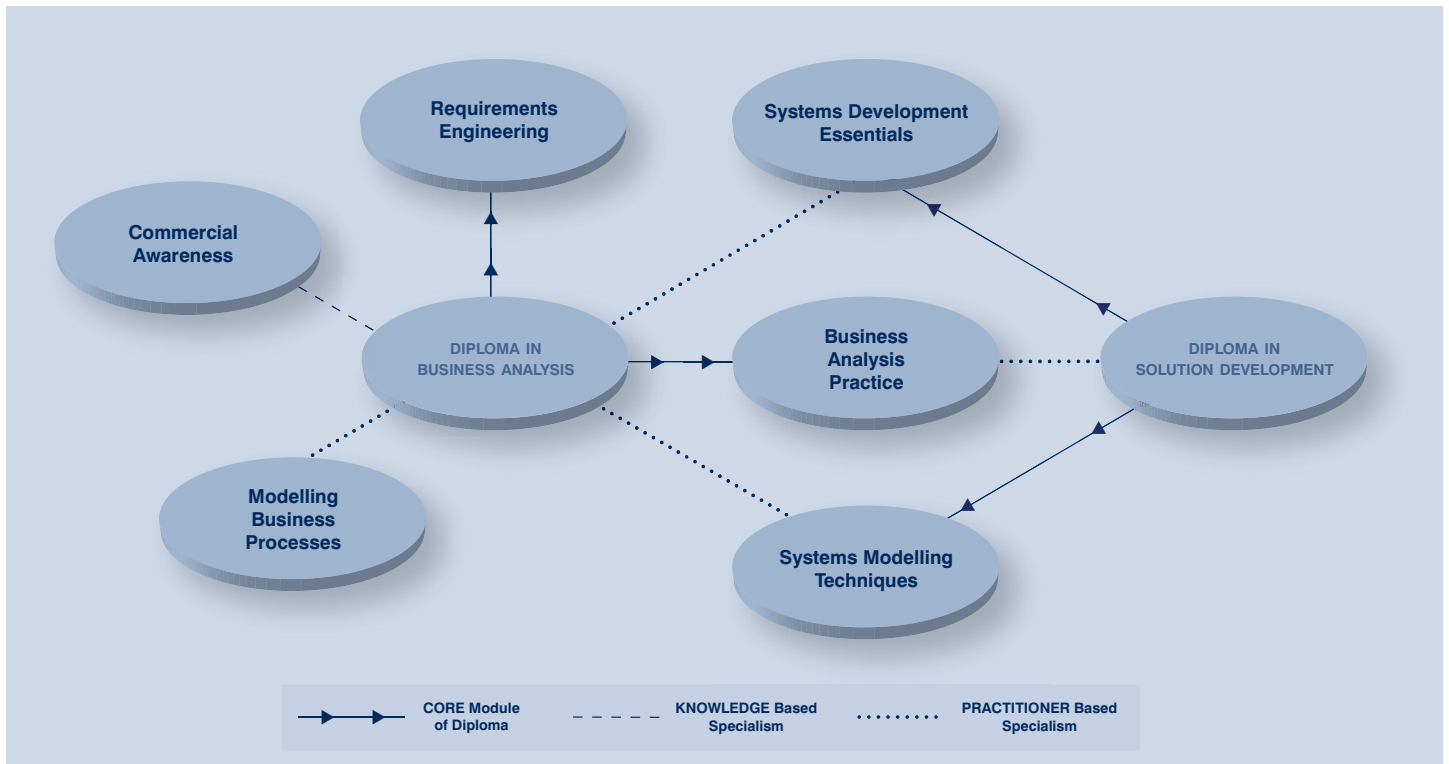 Requirements
Engineering
Systems Development
Essentials
Commercial
Awareness
DIPLOMA IN
BUSINESS ANALYSIS
Business
Analysis
Practice
DIPLOMA IN
SOLUTION DEVELOPMENT
Modelling
Business
Processes
Systems Modelling
Techniques
CORE Module
of Diploma
KNOWLEDGE Based
Specialism
PRACTITIONER Based
Specialism